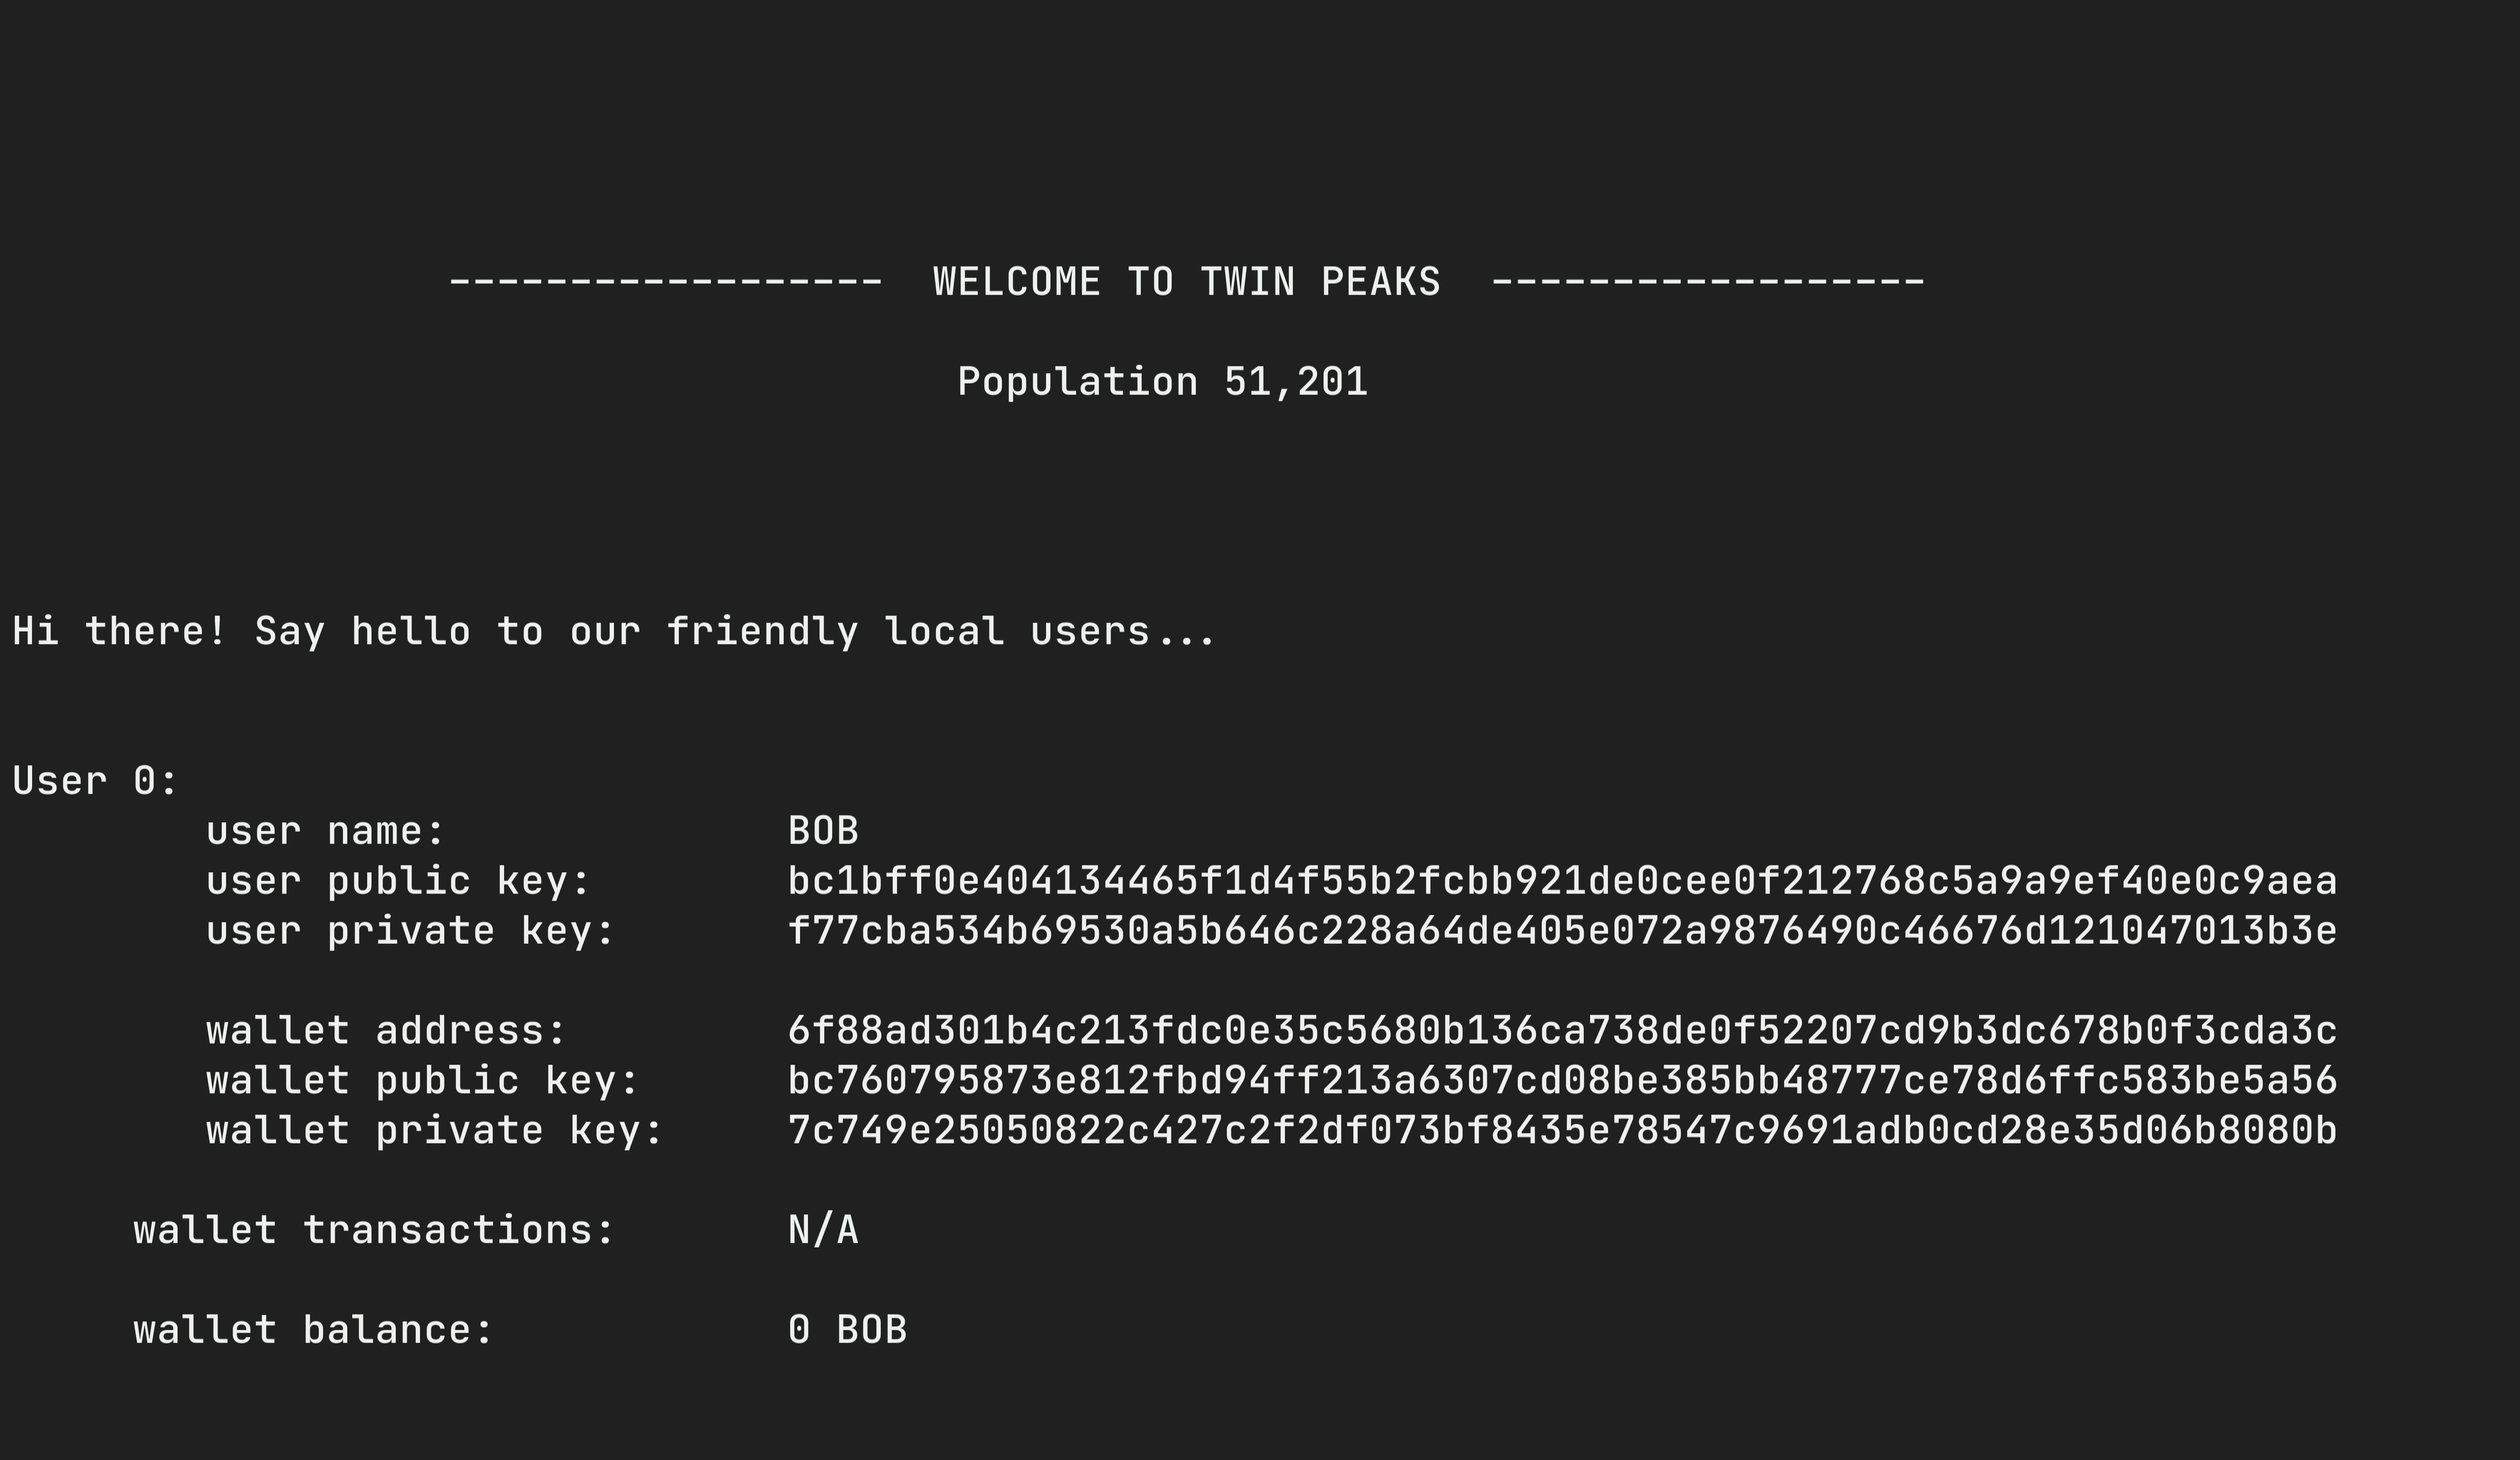 ------------------  WELCOME TO TWIN PEAKS  ------------------
Population 51,201
Hi there! Say hello to our friendly local users...
User 0:
user name: BOB
user public key: bc1bff0e404134465f1d4f55b2fcbb921de0cee0f212768c5a9a9ef40e0c9aea
user private key: f77cba534b69530a5b646c228a64de405e072a9876490c46676d121047013b3e
wallet address: 6f88ad301b4c213fdc0e35c5680b136ca738de0f52207cd9b3dc678b0f3cda3c
wallet public key: bc760795873e812fbd94ff213a6307cd08be385bb48777ce78d6ffc583be5a56
wallet private key: 7c749e25050822c427c2f2df073bf8435e78547c9691adb0cd28e35d06b8080b
wallet transactions: N/A
wallet balance: 0 BOB